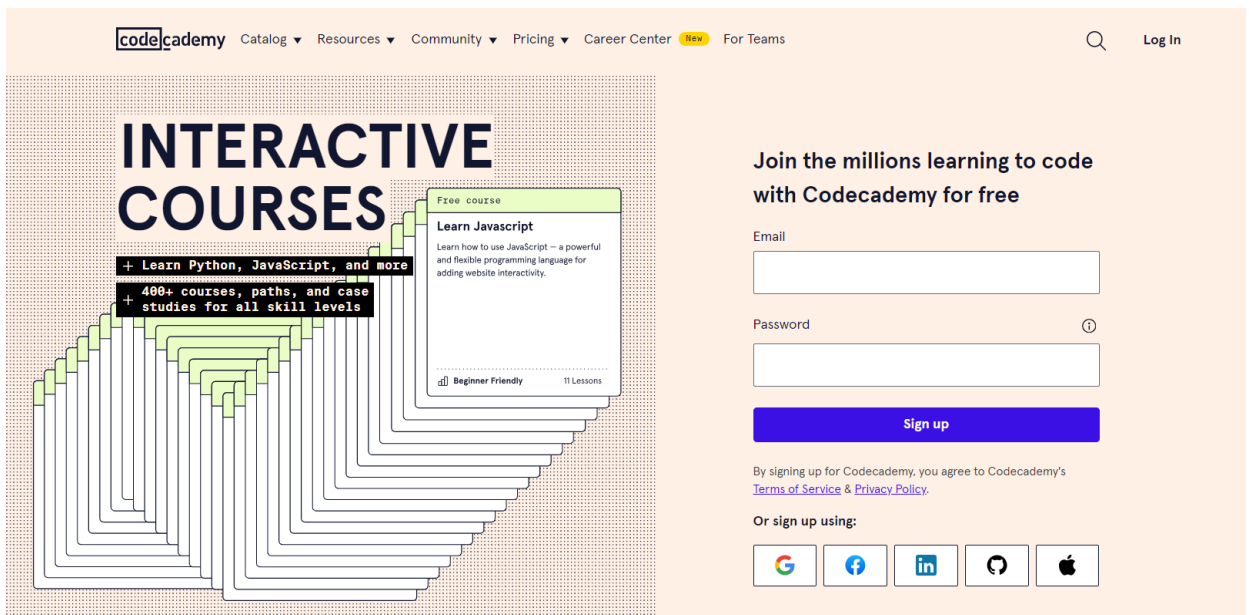 codecademy Catalog Resources Community Pricing Career Center New For Teams Log In
INTERACTIVE
COURSES
+ Learn Python, JavaScript, and more
+ 400+ courses, paths, and case
studies for all skill levels
Free course
Learn Javascript
Learn how to use JavaScript — a powerful
and flexible programming language for
adding website interactivity.
Beginner Friendly 11 Lessons
Join the millions learning to code
with Codecademy for free
Email
Password
Sign up
By signing up for Codecademy, you agree to Codecademy's
Terms of Service & Privacy Policy.
Or sign up using:
in